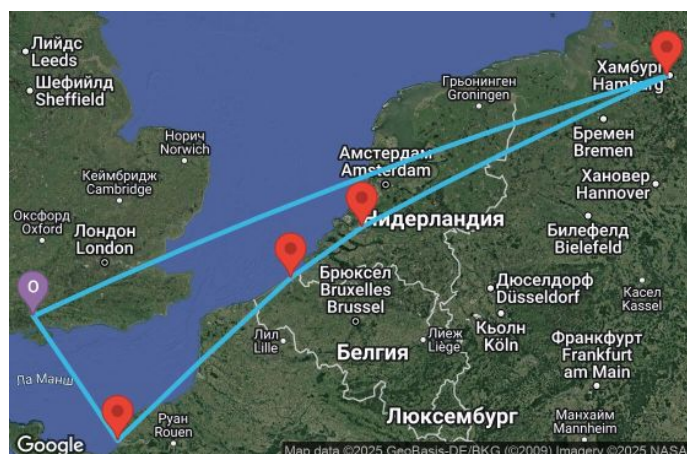 Лийдс
Leeds
Шефийлд
Sheffield
Хамбург
Hamburg
Грьонинген
Groningen
Норич
Norwich
Бремен
Bremen
Амстердам
Amsterdam
Кеймбридж
Cambridge
Хановер
Hannover
Оксфорд
Oxford
Лондон
London
Нидерландия
Билефелд
Bielefeld
0
Брюксел
Bruxelles
Brussel
Дюселдорф
Düsseldorf
Касел
Kassel
Лил
Lille
Лиеж
Liège
Кьолн
Köln
Белгия
Франкфурт
Frankfurt
am Main
Ла Манш
Руан
Rouen
Люксембург
Манхайм
Mannheim
Google
Map data ©2025 GeoBasis-DE/BKG (©2009) Imagery ©2025 NASA